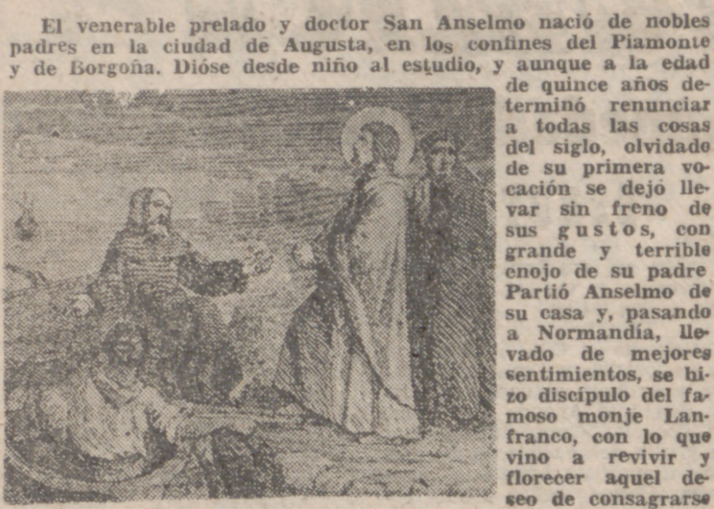 El venerable prelado y doctor San Anselmo nació de nobles
padres en la ciudad de Augusta, en los confines del Piamonte
y de Borgoña. Dióse desde niño al estudio, y aunque a la edad
de quince años de-
terminó renunciar
a todas las cosas
del siglo, olvidado
de su primera vo-
cación se dejó lle-
var sin freno de
sus gustos, con
grande y terrible
enojo de su padre
Partió Anselmo de
su casa y, pasando
a Normandía, lle-
vado de mejores
sentimientos, se hi-
zo discípulo del fa-
moso monje Lan-
franco, con lo que
vino a revivir y
florecer aquel de-
seo de consagrarse